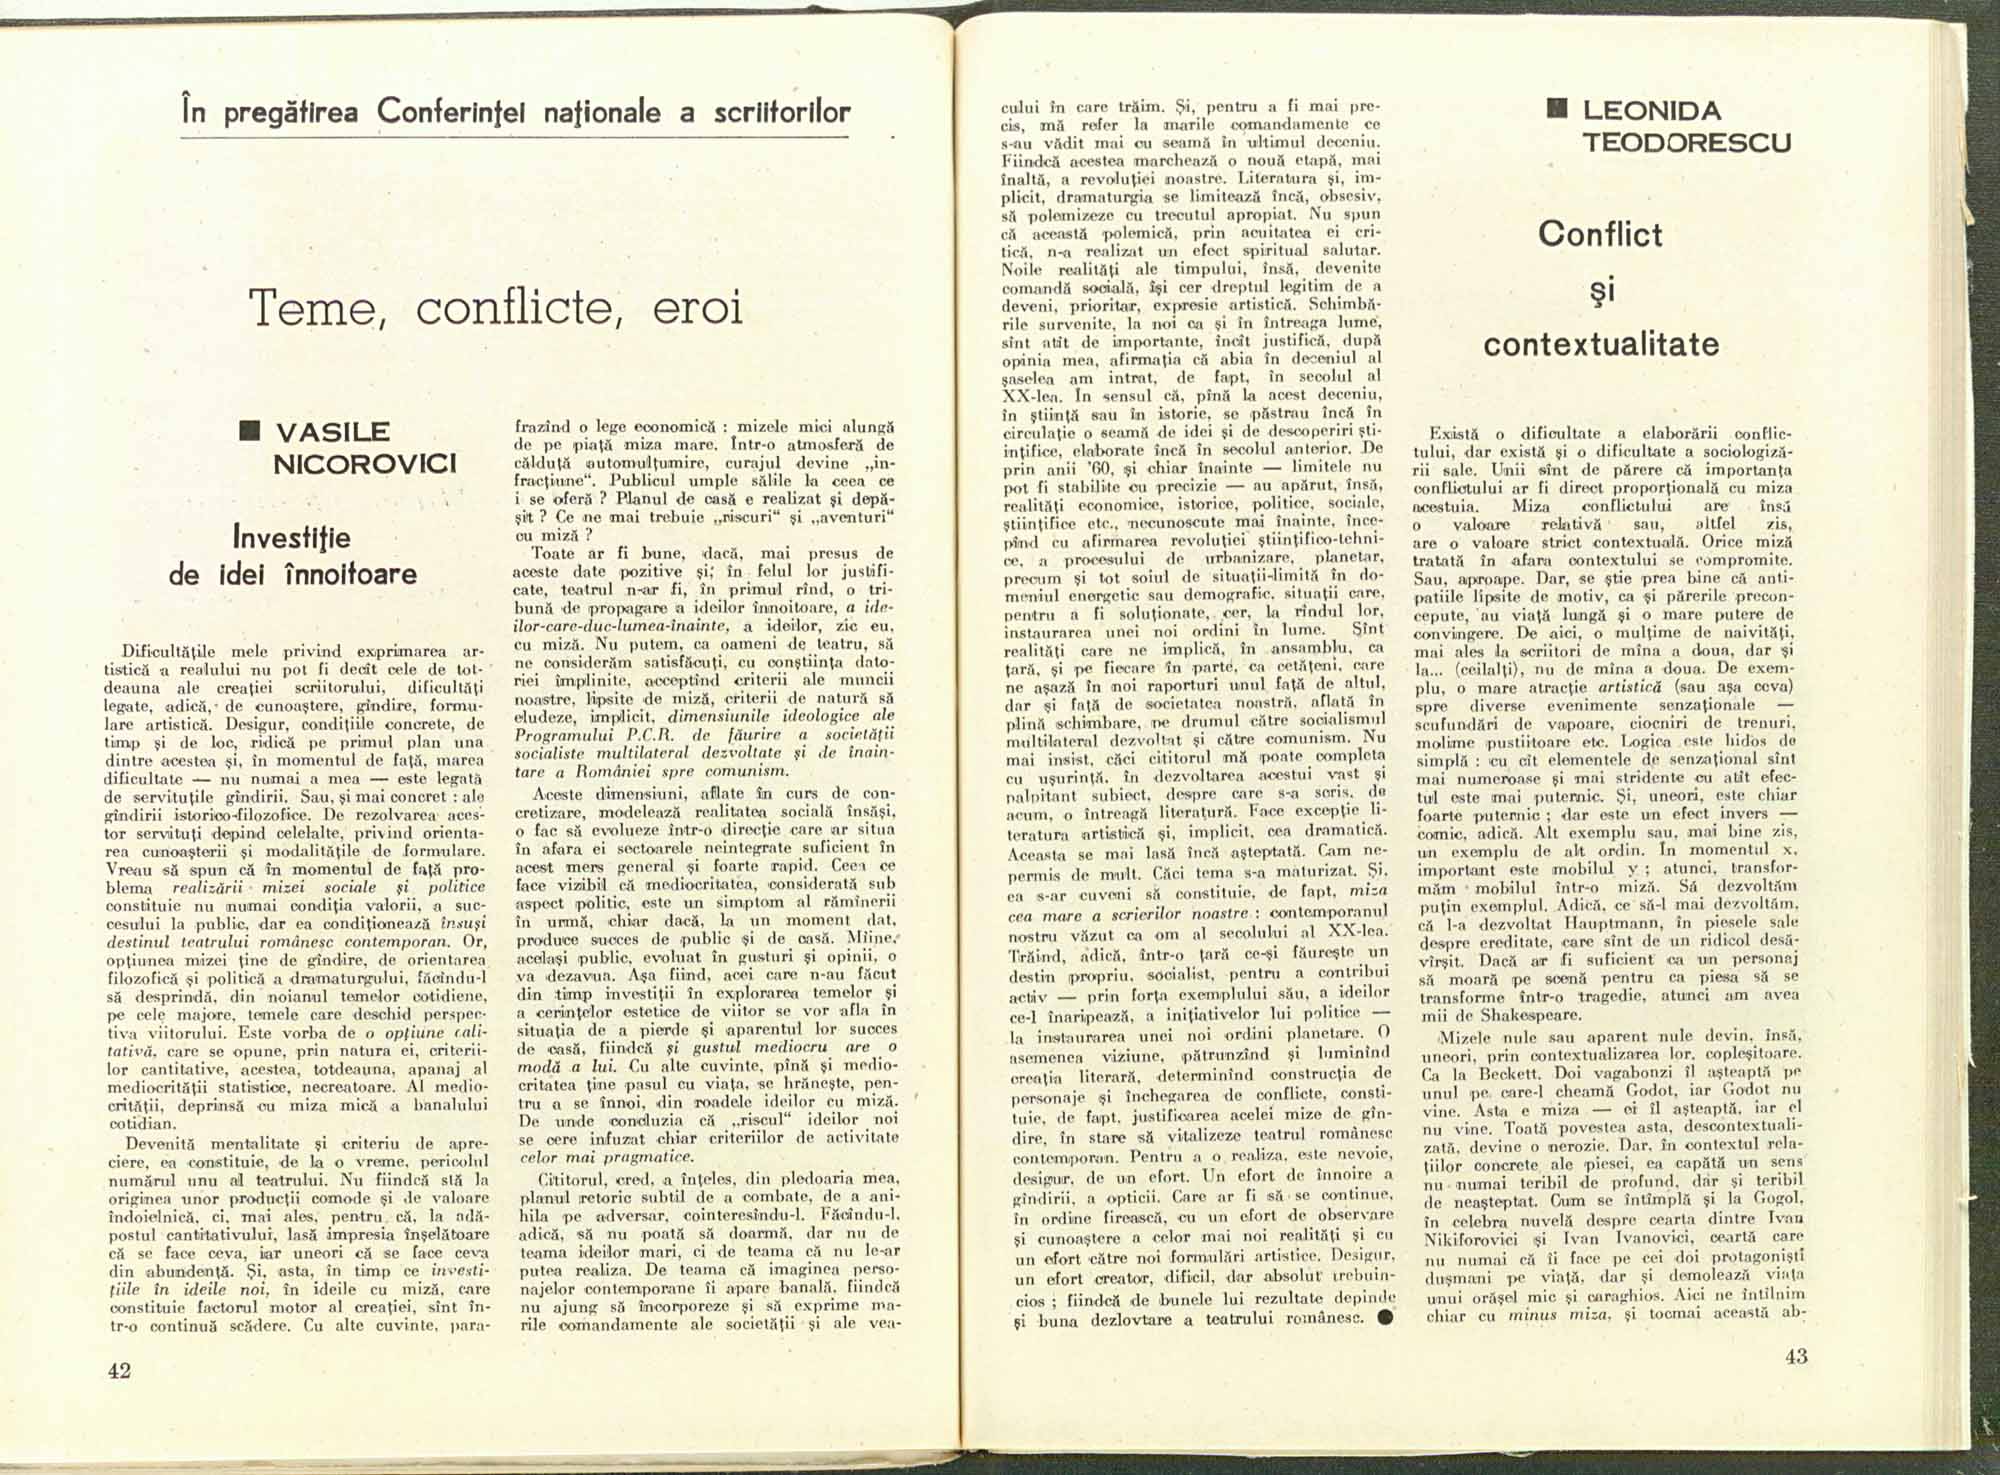 În pregătirea Conferinței naționale a scriitorilor
Teme, conflicte, eroi
■ VASILE
NICOROVICI
Investiție
de idei înnoitoare
Dificultățile mele privind exprimarea ar-
tistică a realului nu pot fi decît cele de tot-
deauna ale creației scriitorului, dificultăți
legate, adică, de cunoaștere, gîndire, formu-
lare artistică. Desigur, condițiile concrete, de
timp și de loc, ridică pe primul plan una
dintre acestea și, în momentul de față, marea
dificultate — nu numai a mea — este legată
de servituțile gîndirii. Sau, și mai concret : ale
gîndirii istorico-filozofice. De rezolvarea aces-
tor servituți depind celelalte, privind orienta-
rea cunoașterii și modalitățile de formulare.
Vreau să spun că în momentul de față pro-
blema realizării mizei sociale și politice
constituie nu numai condiția valorii, a suc-
cesului la public, dar ea condiționează însuși
destinul teatrului românesc contemporan. Or,
opțiunea mizei ține de gîndire, de orientarea
filozofică și politică a dramaturgului, făcîndu-l
să desprindă, din noianul temelor cotidiene,
pe cele majore, temele care deschid perspec-
tiva viitorului. Este vorba de o opțiune cali-
tativă, care se opune, prin natura ei, criterii-
lor cantitative, acestea, totdeauna, apanaj al
mediocrității statistice, necreatoare. Al medio-
crității, deprinsă cu miza mică a banalului
cotidian.
Devenită mentalitate și criteriu de apre-
ciere, ea constituie, de la o vreme, pericolul
numărul unu al teatrului. Nu fiindcă stă la
originea unor producții comode și de valoare
îndoielnică, ci, mai ales, pentru că, la adă-
postul cantitativului, lasă impresia înșelătoare
că se face ceva, iar uneori că se face ceva
din abundență. Și, asta, în timp ce investi-
țiile în ideile noi, în ideile cu miză, care
constituie factorul motor al creației, sînt în-
tr-o continuă scădere. Cu alte cuvinte, para-
frazînd o lege economică : mizele mici alungă
de pe piață miza mare. Într-o atmosferă de
călduță automulțumire, curajul devine „in-
fracțiune“. Publicul umple sălile la ceea ce
i se oferă ? Planul de casă e realizat și depă-
șit ? Ce ne mai trebuie „riscuri“ și „aventuri“
cu miză ?
Toate ar fi bune, dacă, mai presus de
aceste date pozitive și, în felul lor justifi-
cate, teatrul n-ar fi, în primul rînd, o tri-
bună de propagare a ideilor înnoitoare, a ide-
ilor-care-duc-lumea-înainte, a ideilor, zic eu,
cu miză. Nu putem, ca oameni de teatru, să
ne considerăm satisfăcuți, cu conștiința dato-
riei împlinite, acceptînd criterii ale muncii
noastre, lipsite de miză, criterii de natură să
eludeze, implicit, dimensiunile ideologice ale
Programului P.C.R. de făurire a societății
socialiste multilateral dezvoltate și de înain-
tare a României spre comunism.
Aceste dimensiuni, aflate în curs de con-
cretizare, modelează realitatea socială însăși,
o fac să evolueze într-o direcție care ar situa
în afara ei sectoarele neintegrate suficient în
acest mers general și foarte rapid. Ceea ce
face vizibil că mediocritatea, considerată sub
aspect politic, este un simptom al rămînerii
în urmă, chiar dacă, la un moment dat,
produce succes de public și de casă. Mîine,
același public, evoluat în gusturi și opinii, o
va dezavua. Așa fiind, acei care n-au făcut
din timp investiții în explorarea temelor și
a cerințelor estetice de viitor se vor afla în
situația de a pierde și aparentul lor succes
de casă, fiindcă și gustul mediocru are o
modă a lui. Cu alte cuvinte, pînă și medio-
critatea ține pasul cu viața, se hrănește, pen-
tru a se înnoi, din roadele ideilor cu miză.
De unde concluzia că „riscul“ ideilor noi
se cere infuzat chiar criteriilor de activitate
celor mai pragmatice.
Cititorul, cred, a înțeles, din pledoaria mea,
planul retoric subtil de a combate, de a ani-
hila pe adversar, cointeresîndu-l. Făcîndu-l,
adică, să nu poată să doarmă, dar nu de
teama ideilor mari, ci de teama că nu le-ar
putea realiza. De teama că imaginea perso-
najelor contemporane îi apare banală, fiindcă
nu ajung să încorporeze și să exprime ma-
rile comandamente ale societății și ale vea-
42
cului în care trăim. Și, pentru a fi mai pre-
cis, mă refer la marile comandamente ce
s-au vădit mai cu seamă în ultimul deceniu.
Fiindcă acestea marchează o nouă etapă, mai
înaltă, a revoluției noastre. Literatura și, im-
plicit, dramaturgia se limitează încă, obsesiv,
să polemizeze cu trecutul apropiat. Nu spun
că această polemică, prin acuitatea ei cri-
tică, n-a realizat un efect spiritual salutar.
Noile realități ale timpului, însă, devenite
comandă socială, își cer dreptul legitim de a
deveni, prioritar, expresie artistică. Schimbă-
rile survenite, la noi ca și în întreaga lume,
sînt atît de importante, încît justifică, după
opinia mea, afirmația că abia în deceniul al
șaselea am intrat, de fapt, în secolul al
XX-lea. În sensul că, pînă la acest deceniu,
în știință sau în istorie, se păstrau încă în
circulație o seamă de idei și de descoperiri ști-
ințifice, elaborate încă în secolul anterior. De
prin anii '60, și chiar înainte — limitele nu
pot fi stabilite cu precizie — au apărut, însă,
realități economice, istorice, politice, sociale,
științifice etc., necunoscute mai înainte, înce-
pînd cu afirmarea revoluției științifico-tehni-
ce, a procesului de urbanizare, planetar,
precum și tot soiul de situații-limită în do-
meniul energetic sau demografic, situații care,
pentru a fi soluționate, cer, la rîndul lor,
instaurarea unei noi ordini în lume. Sînt
realități care ne implică, în ansamblu, ca
țară, și pe fiecare în parte, ca cetățeni, care
ne așază în noi raporturi unul față de altul,
dar și față de societatea noastră, aflată în
plină schimbare, pe drumul către socialismul
multilateral dezvoltat și către comunism. Nu
mai insist, căci cititorul mă poate completa
cu ușurință, în dezvoltarea acestui vast și
palpitant subiect, despre care s-a scris, de
acum, o întreagă literatură. Face excepție li-
teratura artistică și, implicit, cea dramatică.
Aceasta se mai lasă încă așteptată. Cam ne-
permis de mult. Căci tema s-a maturizat. Și,
ea s-ar cuveni să constituie, de fapt, miza
cea mare a scrierilor noastre : contemporanul
nostru văzut ca om al secolului al XX-lea.
Trăind, adică, într-o țară ce-și făurește un
destin propriu, socialist, pentru a contribui
activ — prin forța exemplului său, a ideilor
ce-l înaripează, a inițiativelor lui politice —
la instaurarea unei noi ordini planetare. O
asemenea viziune, pătrunzînd și luminînd
creația literară, determinînd construcția de
personaje și închegarea de conflicte, consti-
tuie, de fapt, justificarea acelei mize de gîn-
dire, în stare să vitalizeze teatrul românesc
contemporan. Pentru a o realiza, este nevoie,
desigur, de un efort. Un efort de înnoire a
gîndirii, a opticii. Care ar fi să se continue,
în ordine firească, cu un efort de observare
și cunoaștere a celor mai noi realități și cu
un efort către noi formulări artistice. Desigur,
un efort creator, dificil, dar absolut trebuin-
cios ; fiindcă de bunele lui rezultate depinde
și buna dezlovtare a teatrului românesc. ●
■ LEONIDA
TEODORESCU
Conflict
și
contextualitate
Există o dificultate a elaborării conflic-
tului, dar există și o dificultate a sociologiză-
rii sale. Unii sînt de părere că importanța
conflictului ar fi direct proporțională cu miza
acestuia. Miza conflictului are însă
o valoare relativă sau, altfel zis,
are o valoare strict contextuală. Orice miză
tratată în afara contextului se compromite.
Sau, aproape. Dar, se știe prea bine că anti-
patiile lipsite de motiv, ca și părerile precon-
cepute, au viață lungă și o mare putere de
convingere. De aici, o mulțime de naivități,
mai ales la scriitori de mîna a doua, dar și
la... (ceilalți), nu de mîna a doua. De exem-
plu, o mare atracție artistică (sau așa ceva)
spre diverse evenimente senzaționale —
scufundări de vapoare, ciocniri de trenuri,
molime pustiitoare etc. Logica este hidos de
simplă : cu cît elementele de senzațional sînt
mai numeroase și mai stridente cu atît efec-
tul este mai puternic. Și, uneori, este chiar
foarte puternic ; dar este un efect invers —
comic, adică. Alt exemplu sau, mai bine zis,
un exemplu de alt ordin. În momentul x,
important este mobilul y ; atunci, transfor-
măm mobilul într-o miză. Să dezvoltăm
puțin exemplul. Adică, ce să-l mai dezvoltăm,
că l-a dezvoltat Hauptmann, în piesele sale
despre ereditate, care sînt de un ridicol desă-
vîrșit. Dacă ar fi suficient ca un personaj
să moară pe scenă pentru ca piesa să se
transforme într-o tragedie, atunci am avea
mii de Shakespeare.
Mizele nule sau aparent nule devin, însă,
uneori, prin contextualizarea lor, copleșitoare.
Ca la Beckett. Doi vagabonzi îl așteaptă pe
unul pe care-l cheamă Godot, iar Godot nu
vine. Asta e miza — ei îl așteaptă, iar el
nu vine. Toată povestea asta, descontextuali-
zată, devine o nerozie. Dar, în contextul rela-
țiilor concrete ale piesei, ea capătă un sens
nu numai teribil de profund, dar și teribil
de neașteptat. Cum se întîmplă și la Gogol,
în celebra nuvelă despre cearta dintre Ivan
Nikiforovici și Ivan Ivanovici, ceartă care
nu numai că îi face pe cei doi protagoniști
dușmani pe viață, dar și demolează viața
unui orășel mic și caraghios. Aici ne întîlnim
chiar cu minus miza, și tocmai această ab-
43